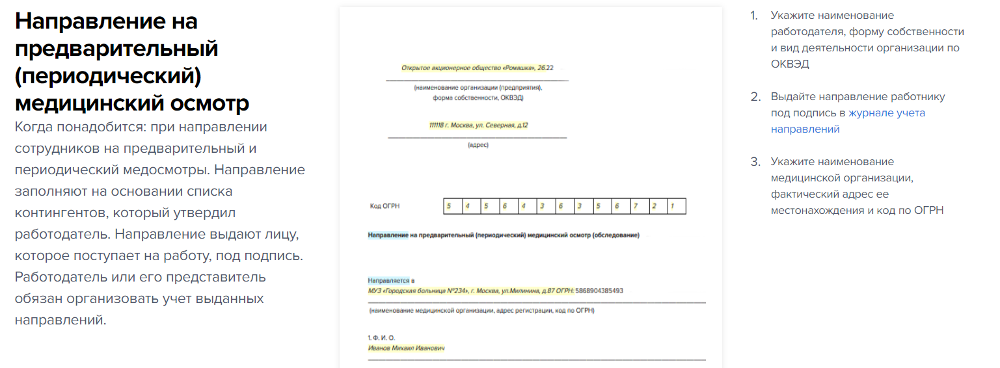 Направление на
предварительный
(периодический)
медицинский осмотр
Когда понадобится: при направлении
сотрудников на предварительный и
периодический медосмотры. Направление
заполняют на основании списка
контингентов, который утвердил
работодатель. Направление выдают лицу,
которое поступает на работу, под подпись.
Работодатель или его представитель
обязан организовать учет выданных
направлений.
Открытое акционерное общество «Ромашка», 26.22
(наименование организации (предприятия),
форма собственности, ОКВЭД)
111118 г. Москва, ул. Северная, д.12
(адрес)
Код ОГРН 5 4 5 6 4 3 6 3 5 6 7 2 1
Направление на предварительный (периодический) медицинский осмотр (обследование)
Направляется в
МУЗ «Городская больница №234», г. Москва, ул.Милинина, д.87 ОГРН: 5868904385493
(наименование медицинской организации, адрес регистрации, код по ОГРН)
1. Ф. И. О.
Иванов Михаил Иванович
1. Укажите наименование
работодателя, форму собственности
и вид деятельности организации по
ОКВЭД
2. Выдайте направление работнику
под подпись в журнале учета
направлений
3. Укажите наименование
медицинской организации,
фактический адрес ее
местонахождения и код по ОГРН